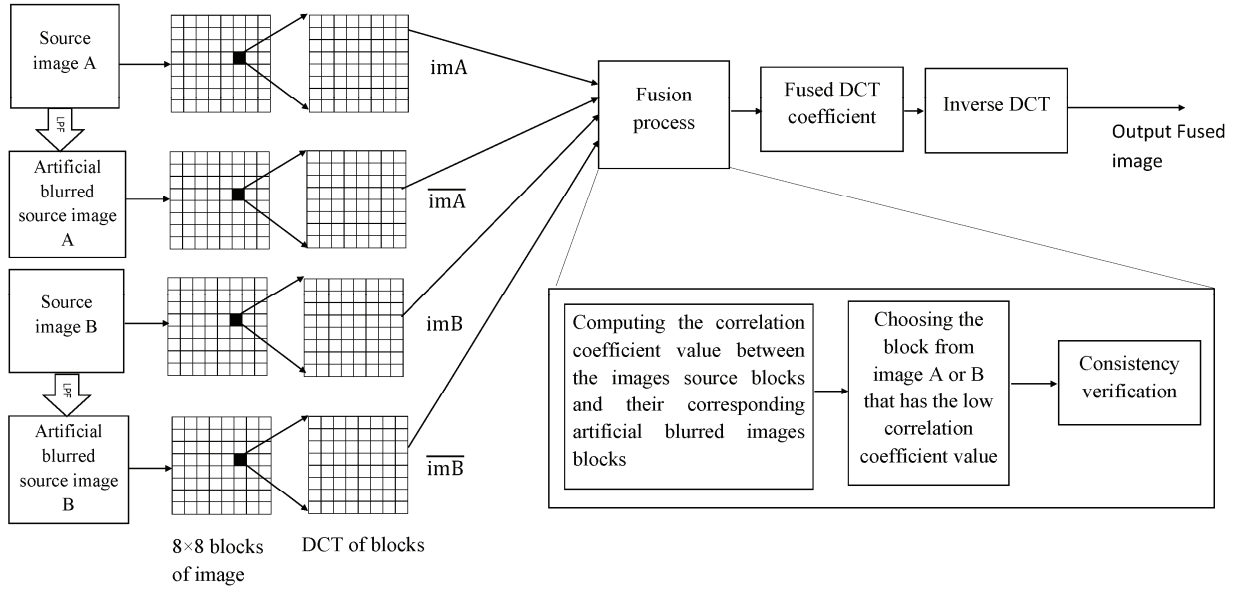 Source
image A
LPF
Artificial
blurred
source image
A
Source
image B
LPF
Artificial
blurred
source image
B
8×8 blocks
of image
DCT of blocks
imA
imA
imB
imB
Fusion
process
Fused DCT
coefficient
Inverse DCT
Output Fused
image
Computing the correlation
coefficient value between
the images source blocks
and their corresponding
artificial blurred images
blocks
Choosing the
block from
image A or B
that has the low
correlation
coefficient value
Consistency
verification